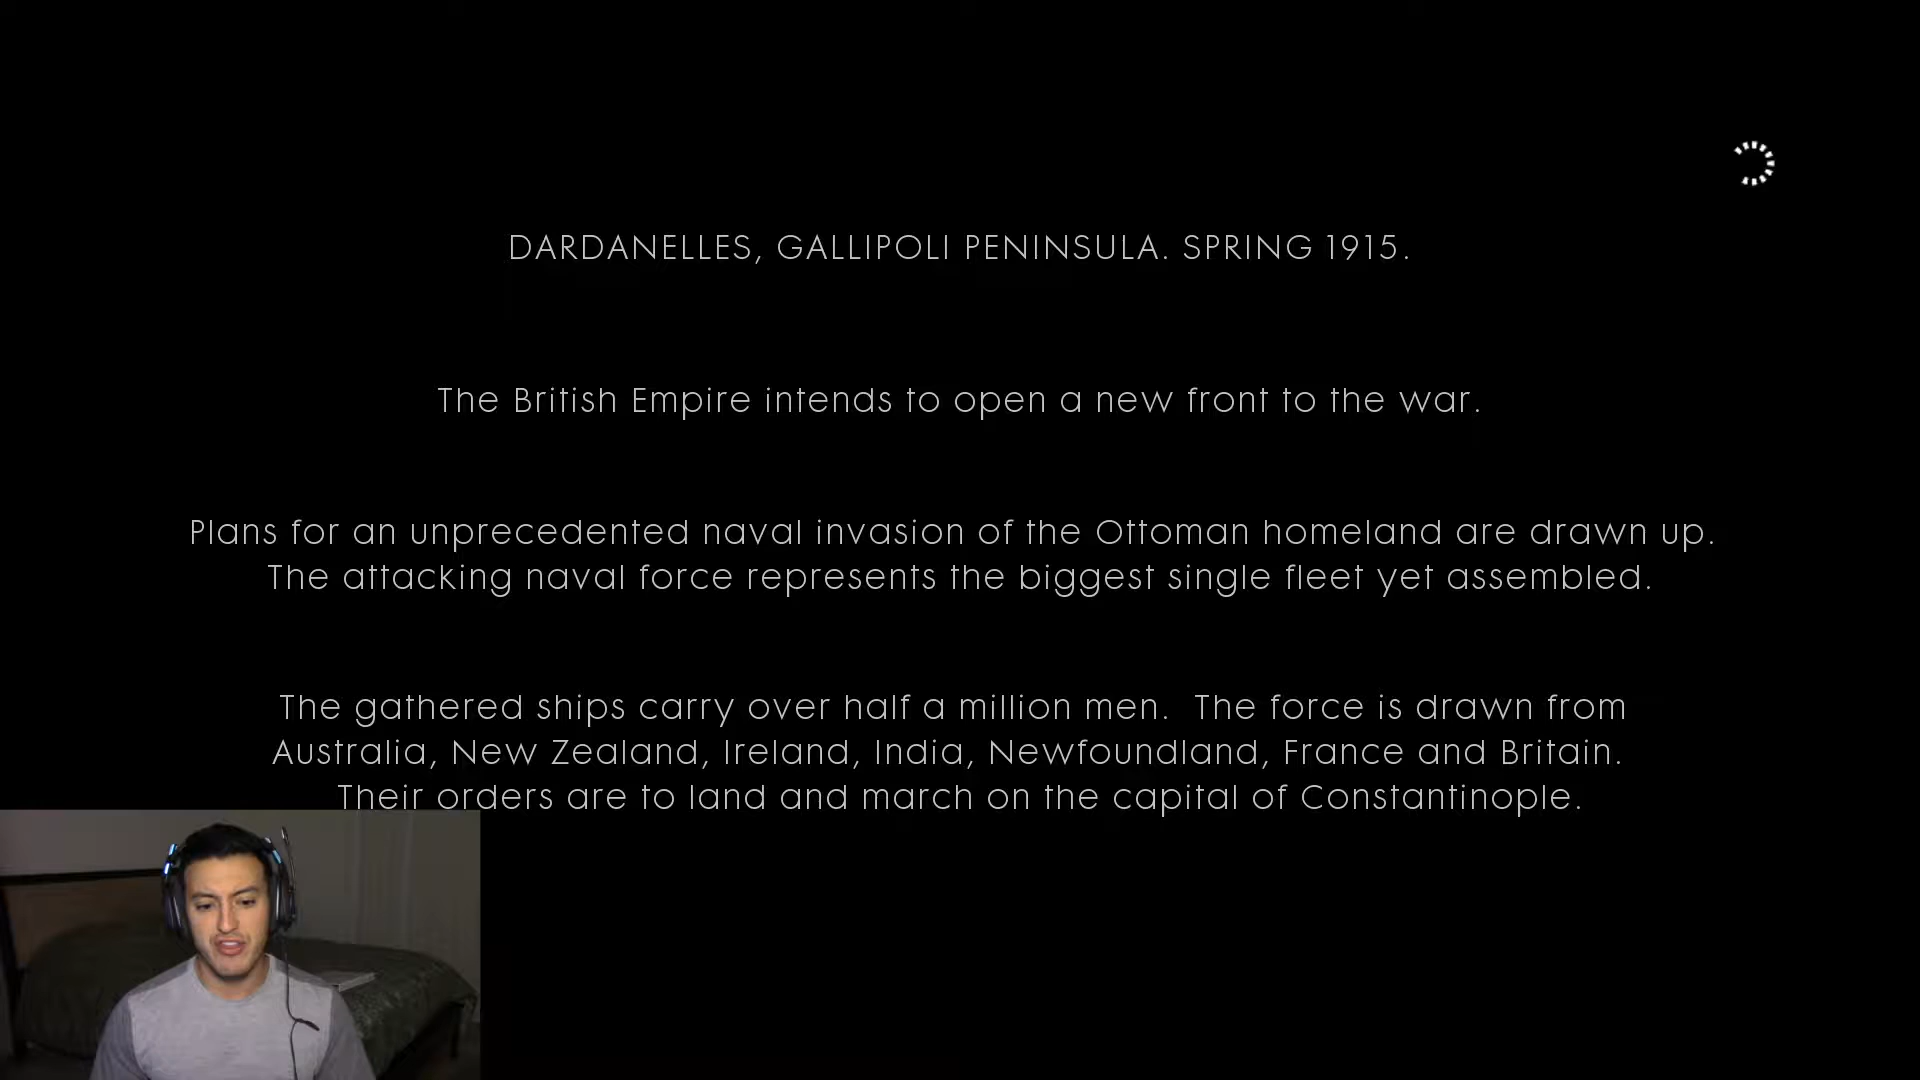 DARDANELLES, GALLIPOLI PENINSULA. SPRING 1915.
The British Empire intends to open a new front to the war.
Plans for an unprecedented naval invasion of the Ottoman homeland are drawn up.
The attacking naval force represents the biggest single fleet yet assembled.
The gathered ships carry over half a million men.  The force is drawn from
Australia, New Zealand, Ireland, India, Newfoundland, France and Britain.
Their orders are to land and march on the capital of Constantinople.